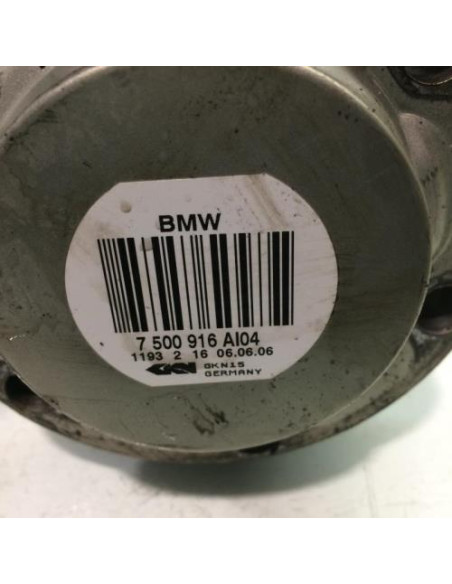 BMW
7 500 916 AI04
1193 2 16 06.06.06
GKN GKN15
GERMANY